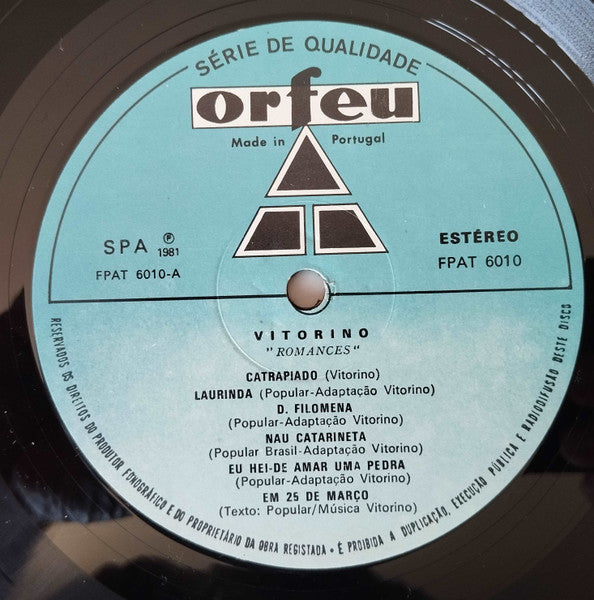 SÉRIE DE QUALIDADE
orfeu
Made in Portugal
SPA ℗ 1981
FPAT 6010-A
ESTÉREO
FPAT 6010
VITORINO
"ROMANCES"
CATRAPIADO (Vitorino)
LAURINDA (Popular-Adaptação Vitorino)
D. FILOMENA
(Popular-Adaptação Vitorino)
NAU CATARINETA
(Popular Brasil-Adaptação Vitorino)
EU HEI-DE AMAR UMA PEDRA
(Popular-Adaptação Vitorino)
EM 25 DE MARÇO
(Texto: Popular/Música Vitorino)
RESERVADOS OS DIREITOS DO PRODUTOR FONOGRÁFICO E DO PROPRIETÁRIO DA OBRA REGISTADA • É PROIBIDA A DUPLICAÇÃO, EXECUÇÃO PÚBLICA E RADIODIFUSÃO DESTE DISCO